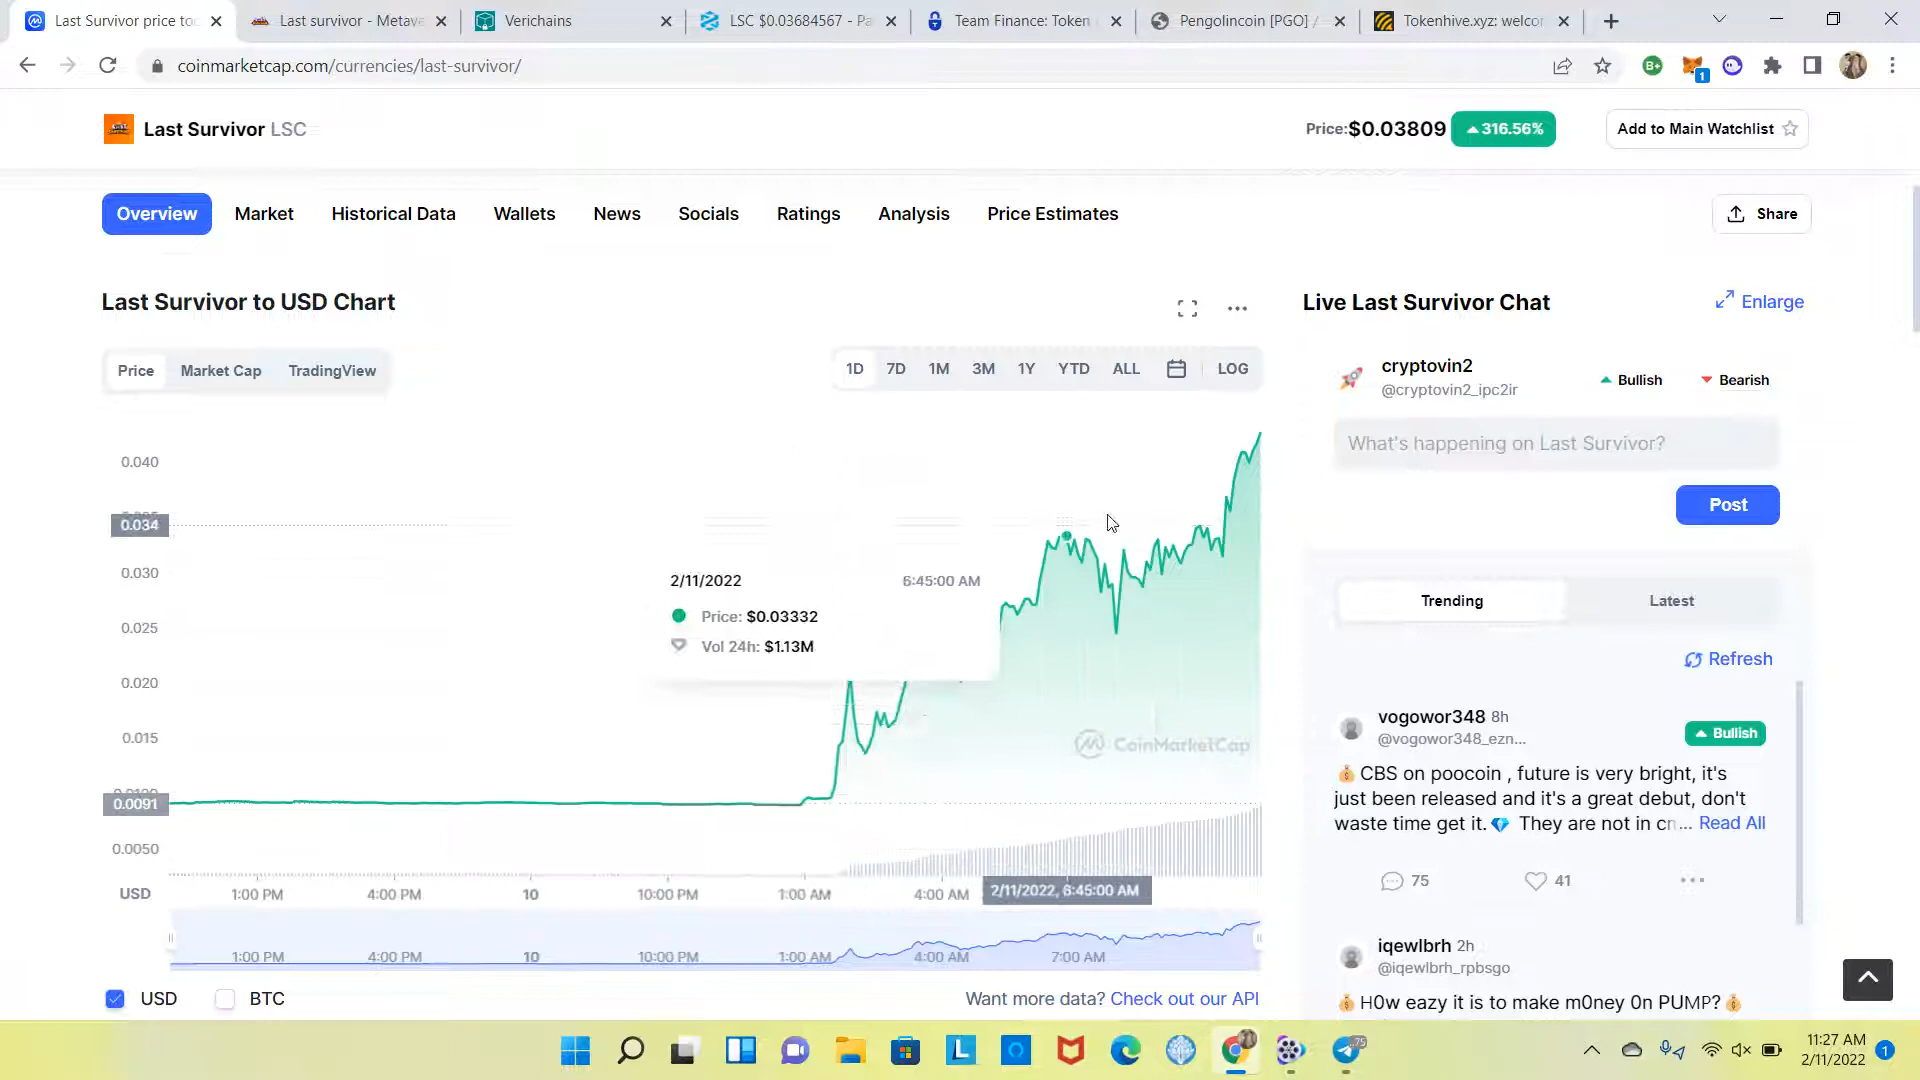 Last Survivor price to
Last survivor - Metave
Verichains
LSC $0.03684567 - Pa
Team Finance: Token
Pengolincoin [PGO] /
Tokenhive.xyz: welco
coinmarketcap.com/currencies/last-survivor/
B+
1
Last Survivor LSC
Price:$0.03809
316.56%
Add to Main Watchlist
Overview
Market
Historical Data
Wallets
News
Socials
Ratings
Analysis
Price Estimates
Share
Last Survivor to USD Chart
Price
Market Cap
TradingView
1D
7D
1M
3M
1Y
YTD
ALL
LOG
0.040
0.034
0.030
0.025
0.020
0.015
0.0091
0.0050
USD
2/11/2022
6:45:00 AM
Price: $0.03332
Vol 24h: $1.13M
CoinMarketCap
1:00 PM
4:00 PM
10
10:00 PM
1:00 AM
4:00 AM
2/11/2022, 6:45:00 AM
1:00 PM
4:00 PM
10
10:00 PM
1:00 AM
4:00 AM
7:00 AM
USD
BTC
Want more data? Check out our API
Live Last Survivor Chat
Enlarge
cryptovin2
@cryptovin2_ipc2ir
Bullish
Bearish
What's happening on Last Survivor?
Post
Trending
Latest
Refresh
vogowor348 8h
@vogowor348_ezn...
Bullish
💰 CBS on poocoin , future is very bright, it's
just been released and it's a great debut, don't
waste time get it.💎 They are not in cr... Read All
75
41
iqewlbrh 2h
@iqewlbrh_rpbsgo
💰H0w eazy it is to make m0ney 0n PUMP?💰
L
75
11:27 AM
2/11/2022
1